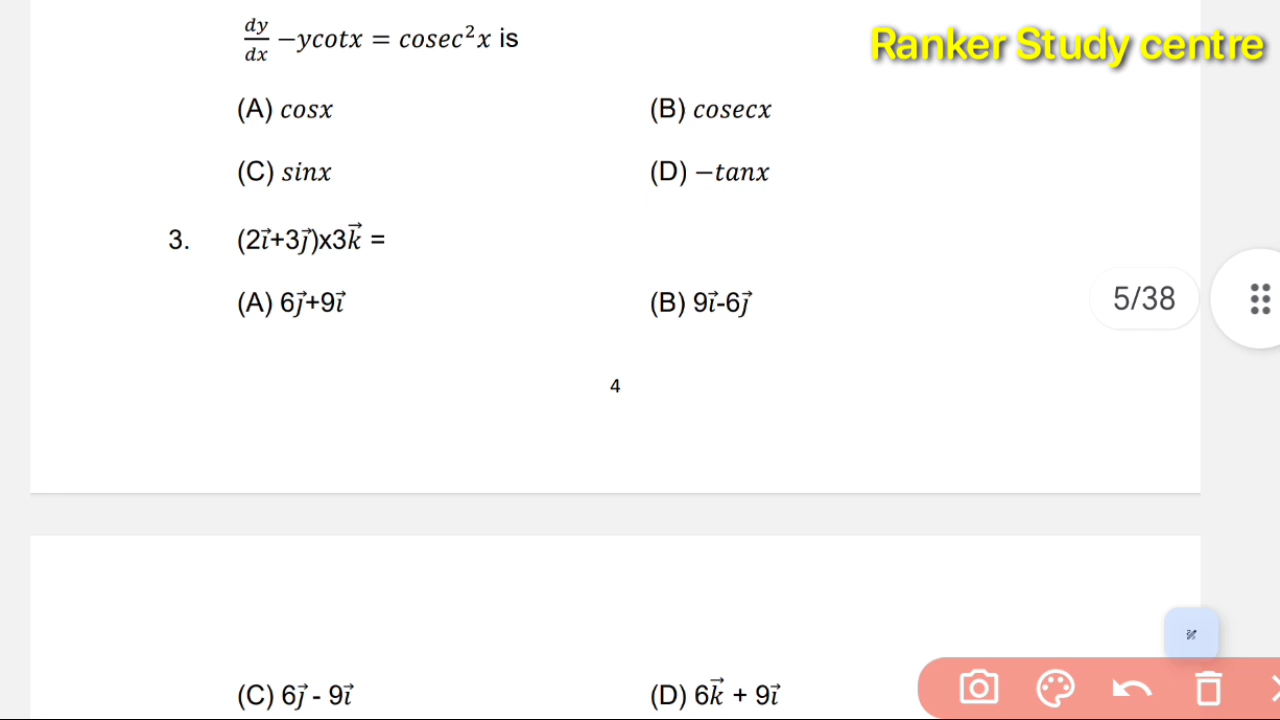 dy/dx −ycotx = cosec²x is
Ranker Study centre
(A) cosx (B) cosecx
(C) sinx (D) −tanx
3. (2i⃗+3j⃗)x3k⃗ =
(A) 6j⃗+9i⃗ (B) 9i⃗-6j⃗
5/38
4
(C) 6j⃗ - 9i⃗ (D) 6k⃗ + 9i⃗